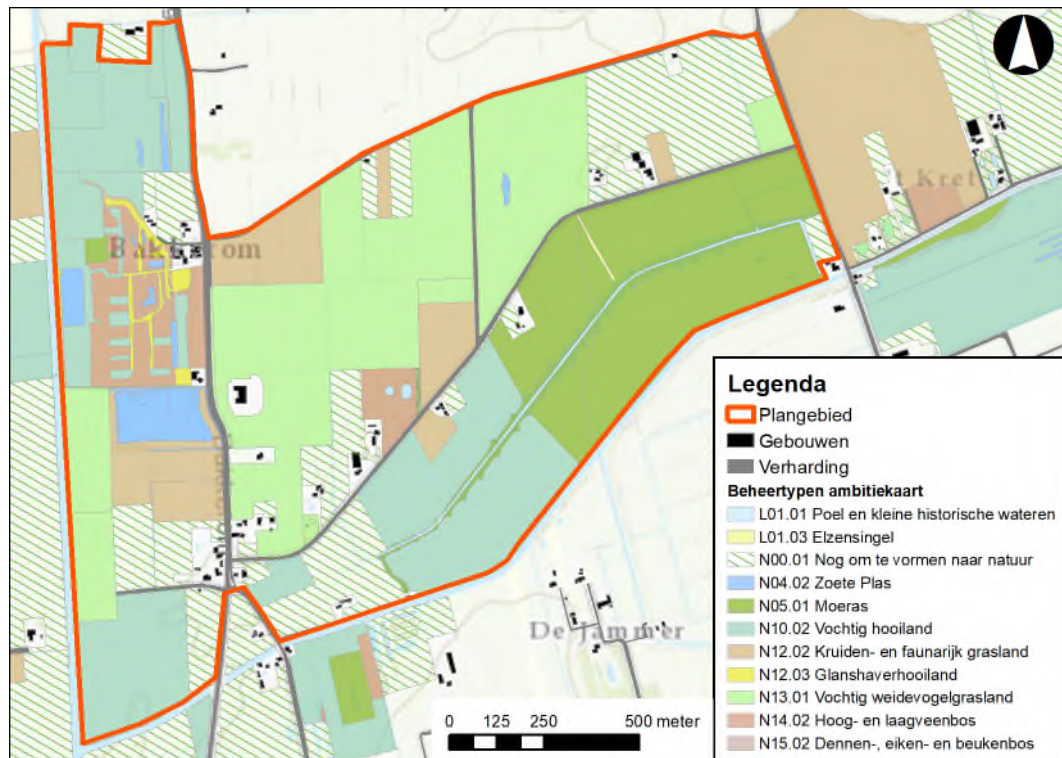 't Kret
De Jammer
Legenda
Plangebied
Gebouwen
Verharding
Beheertypen ambitiekaart
L01.01 Poel en kleine historische wateren
L01.03 Elzensingel
N00.01 Nog om te vormen naar natuur
N04.02 Zoete Plas
N05.01 Moeras
N10.02 Vochtig hooiland
N12.02 Kruiden- en faunarijk grasland
N12.03 Glanshaverhooiland
N13.01 Vochtig weidevogelgrasland
N14.02 Hoog- en laagveenbos
N15.02 Dennen-, eiken- en beukenbos
0 125 250 500 meter